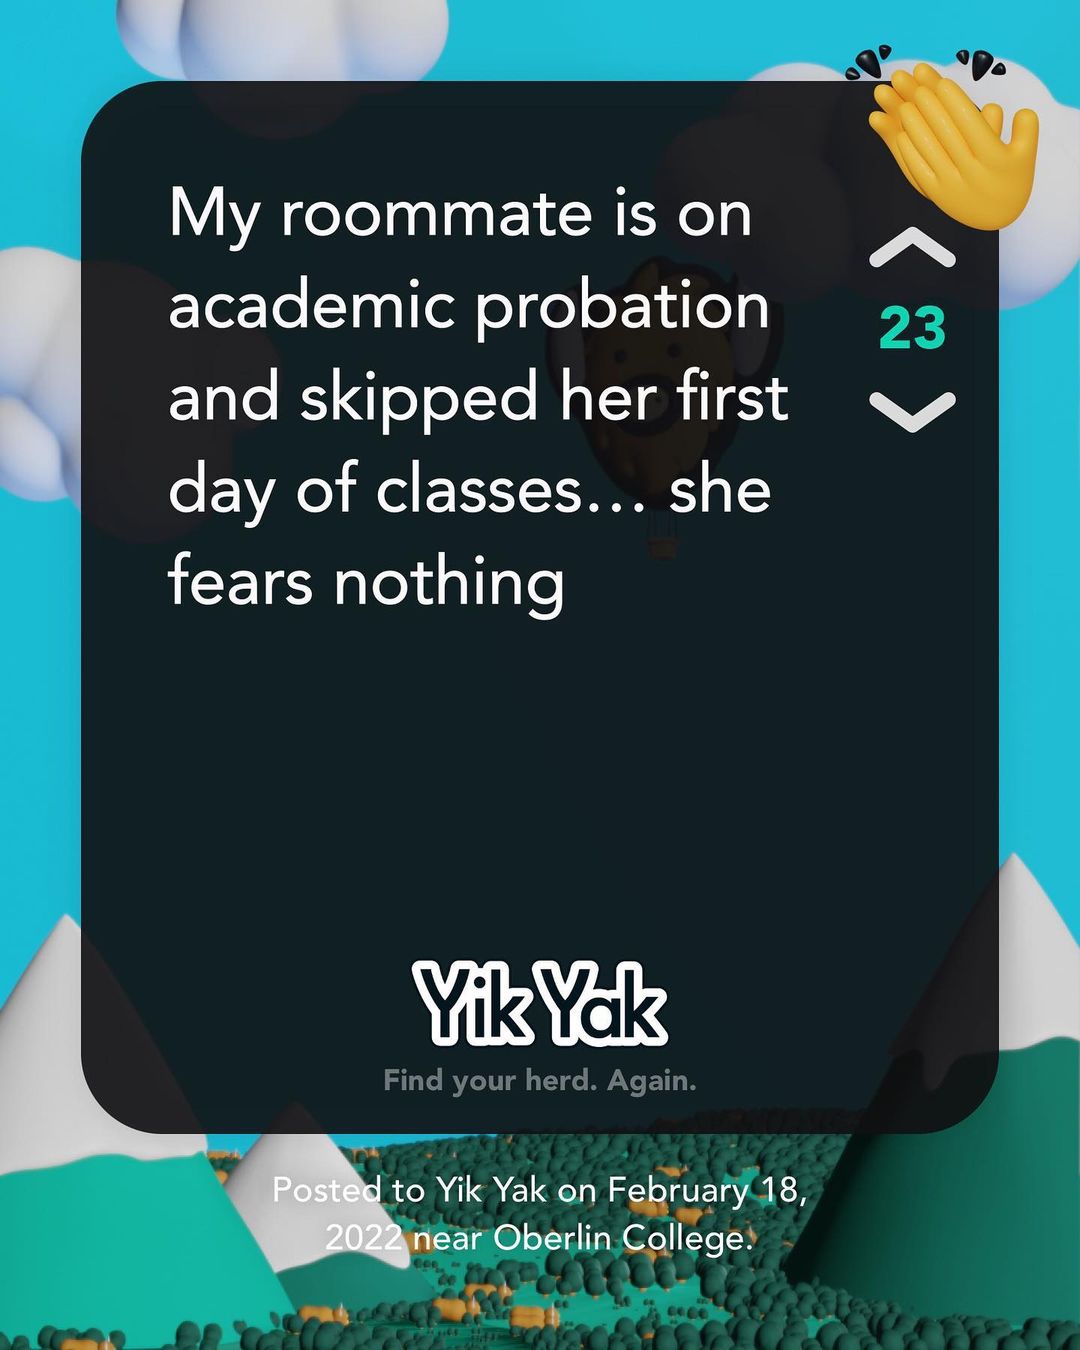 My roommate is on
academic probation
and skipped her first
day of classes... she
fears nothing
23
Yik Yak
Find your herd. Again.
Posted to Yik Yak on February 18,
2022 near Oberlin College.